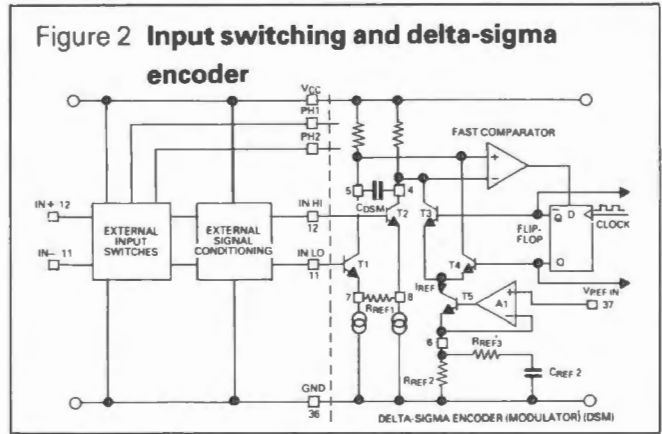 Figure 2 Input switching and delta-sigma
encoder
VCC
PH1
PH2
FAST COMPARATOR
5
CDSM
4
+
−
IN+ 12
EXTERNAL
INPUT
SWITCHES
EXTERNAL
SIGNAL
CONDITIONING
IN HI
12
T2
T3
Q
D
FLIP-
FLOP
CLOCK
IN− 11
IN LO
11
T1
T4
Q
IREF
VREF IN
37
7
RREF1
8
T5
A1
+
−
6
RREF3
RREF2
CREF 2
GND
36
DELTA-SIGMA ENCODER (MODULATOR) (DSM)